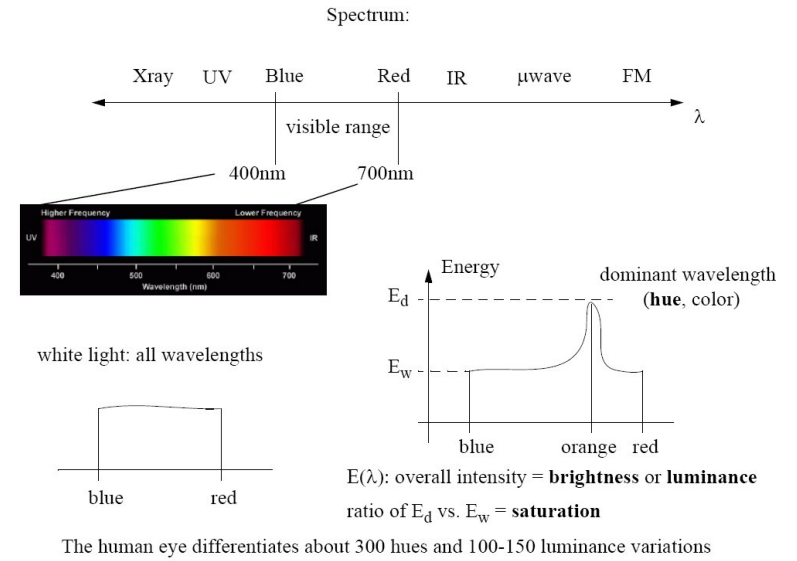 Spectrum:
Xray UV Blue Red IR μwave FM
λ
visible range
400nm 700nm
Higher Frequency Lower Frequency
UV IR
400 500 600 700
Wavelength (nm)
Energy
dominant wavelength
(hue, color)
Ed
Ew
blue orange red
white light: all wavelengths
blue red
E(λ): overall intensity = brightness or luminance
ratio of Ed vs. Ew = saturation
The human eye differentiates about 300 hues and 100-150 luminance variations